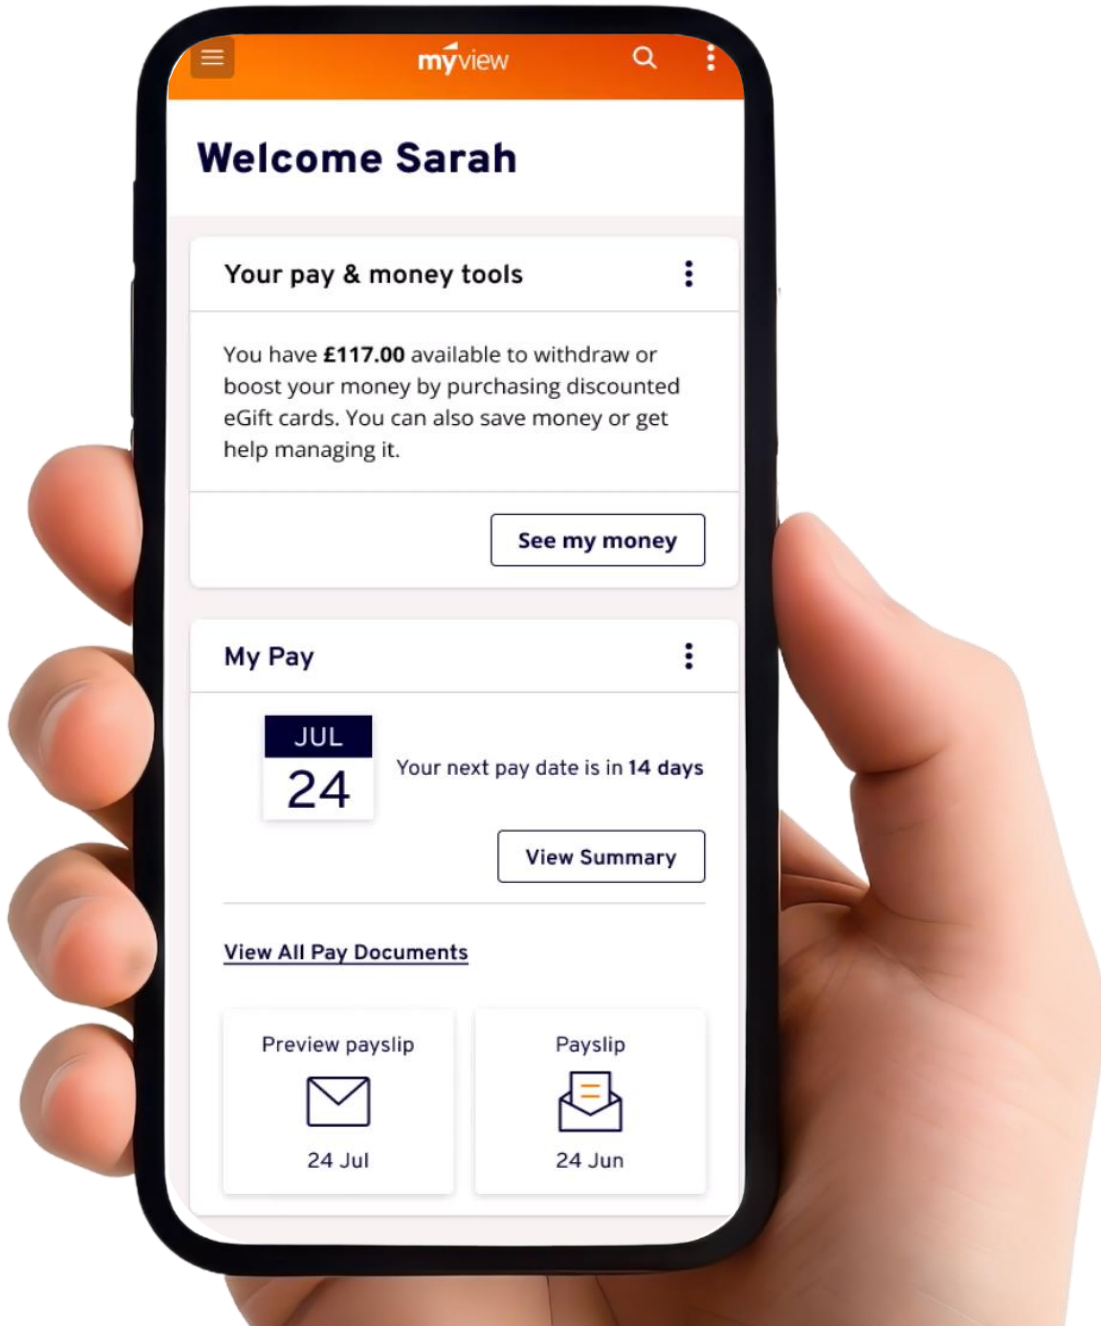 myview
Welcome Sarah
Your pay & money tools
You have £117.00 available to withdraw or
boost your money by purchasing discounted
eGift cards. You can also save money or get
help managing it.
See my money
My Pay
JUL
24
Your next pay date is in 14 days
View Summary
View All Pay Documents
Preview payslip
24 Jul
Payslip
24 Jun